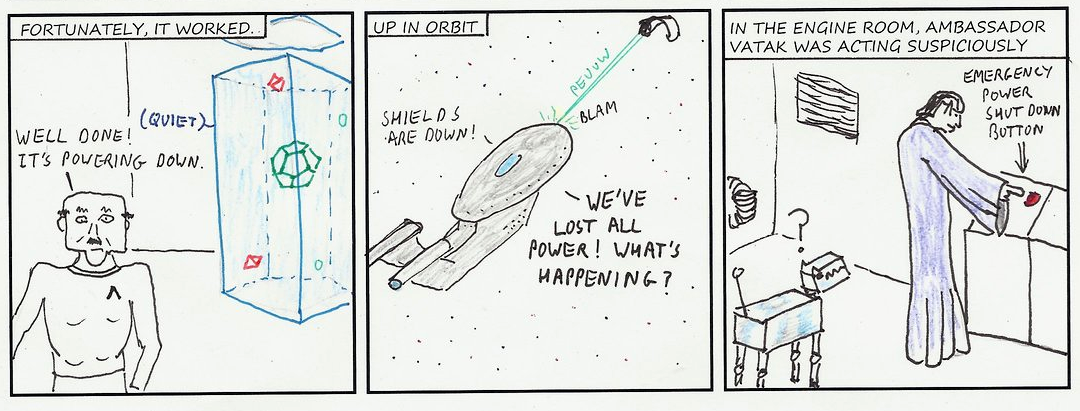 FORTUNATELY, IT WORKED..
WELL DONE!
IT'S POWERING DOWN.
(QUIET)
UP IN ORBIT
PEUUW
BLAM
SHIELDS
ARE DOWN!
WE'VE
LOST ALL
POWER! WHAT'S
HAPPENING?
IN THE ENGINE ROOM, AMBASSADOR
VATAK WAS ACTING SUSPICIOUSLY
EMERGENCY
POWER
SHUT DOWN
BUTTON
?